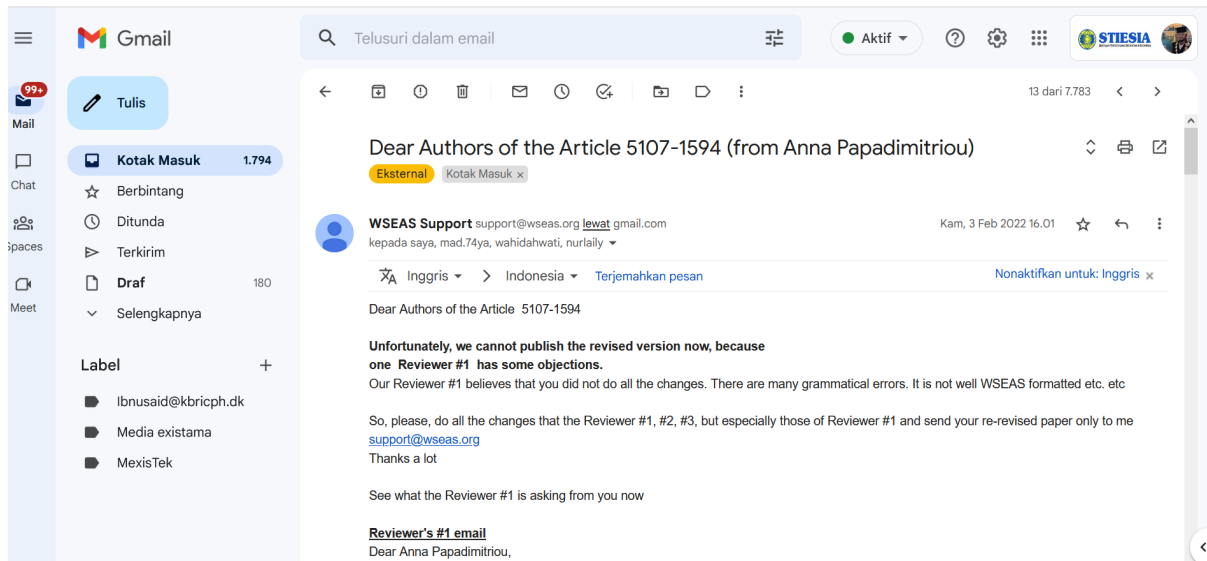 Gmail
Telusuri dalam email
Aktif
STIESIA
99+
Mail
Chat
Spaces
Meet
Tulis
Kotak Masuk 1.794
Berbintang
Ditunda
Terkirim
Draf 180
Selengkapnya
Label
Ibnusaid@kbricph.dk
Media existama
MexisTek
13 dari 7.783
Dear Authors of the Article 5107-1594 (from Anna Papadimitriou)
Eksternal
Kotak Masuk ×
WSEAS Support support@wseas.org lewat gmail.com
Kam, 3 Feb 2022 16.01
kepada saya, mad.74ya, wahidahwati, nurlaily
Inggris > Indonesia Terjemahkan pesan
Nonaktifkan untuk: Inggris ×
Dear Authors of the Article 5107-1594
Unfortunately, we cannot publish the revised version now, because
one Reviewer #1 has some objections.
Our Reviewer #1 believes that you did not do all the changes. There are many grammatical errors. It is not well WSEAS formatted etc. etc
So, please, do all the changes that the Reviewer #1, #2, #3, but especially those of Reviewer #1 and send your re-revised paper only to me
support@wseas.org
Thanks a lot
See what the Reviewer #1 is asking from you now
Reviewer's #1 email
Dear Anna Papadimitriou,